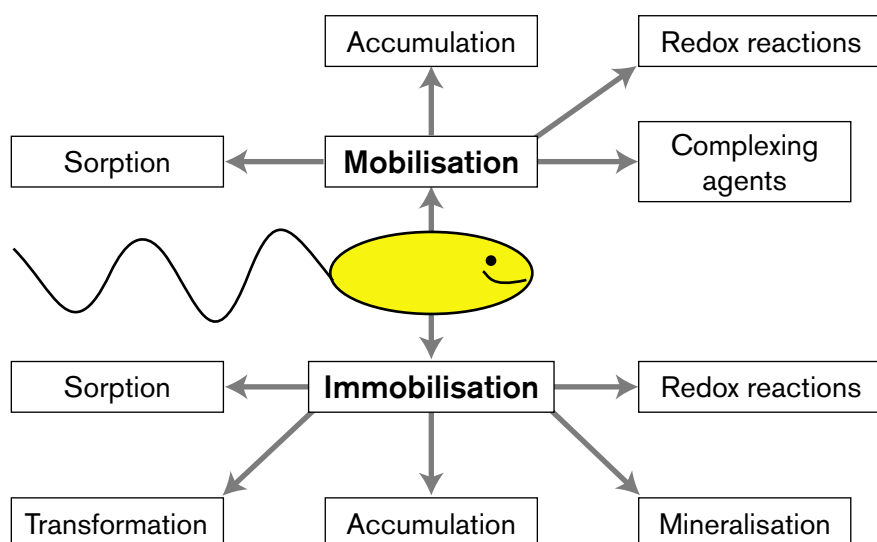 Accumulation
Redox reactions
Sorption
Mobilisation
Complexing
agents
Sorption
Immobilisation
Redox reactions
Transformation
Accumulation
Mineralisation